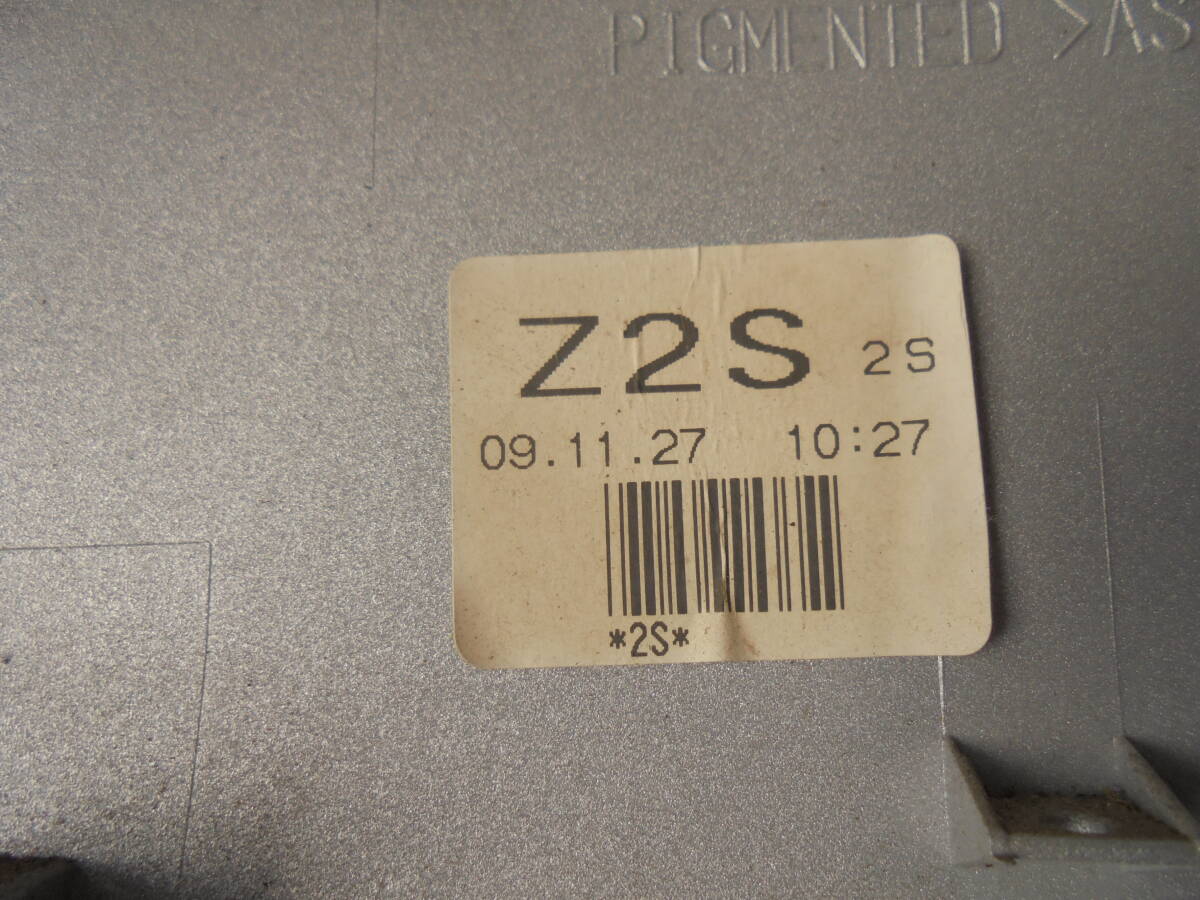 PIGMENTED >AS
Z2S 2S
09.11.27 10:27
*2S*